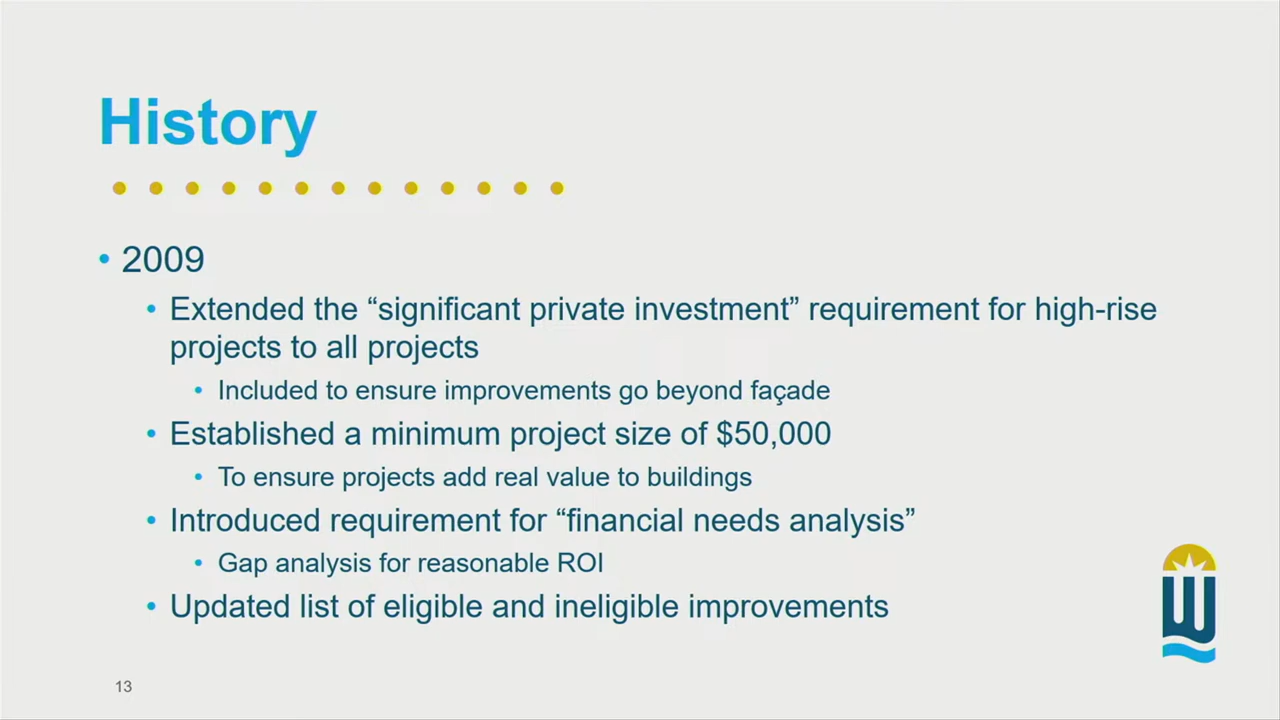 History
• 2009
• Extended the “significant private investment” requirement for high-rise
projects to all projects
• Included to ensure improvements go beyond façade
• Established a minimum project size of $50,000
• To ensure projects add real value to buildings
• Introduced requirement for “financial needs analysis”
• Gap analysis for reasonable ROI
• Updated list of eligible and ineligible improvements
13